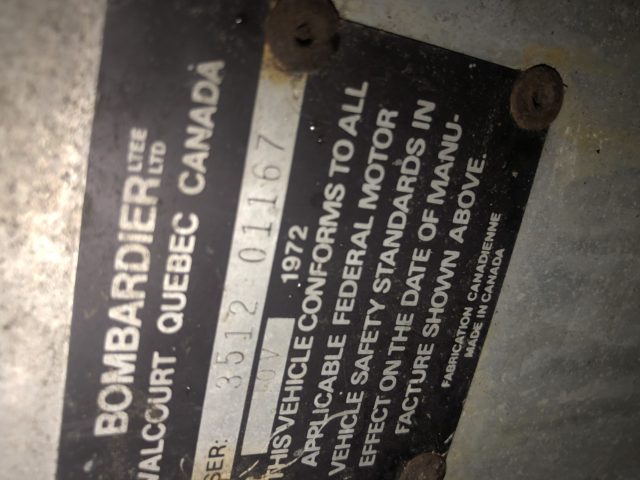 BOMBARDIER LTEE LTD
VALCOURT QUEBEC CANADA
SER: 3512 01167
OV 1972
THIS VEHICLE CONFORMS TO ALL
APPLICABLE FEDERAL MOTOR
VEHICLE SAFETY STANDARDS IN
EFFECT ON THE DATE OF MANU-
FACTURE SHOWN ABOVE.
FABRICATION CANADIENNE
MADE IN CANADA